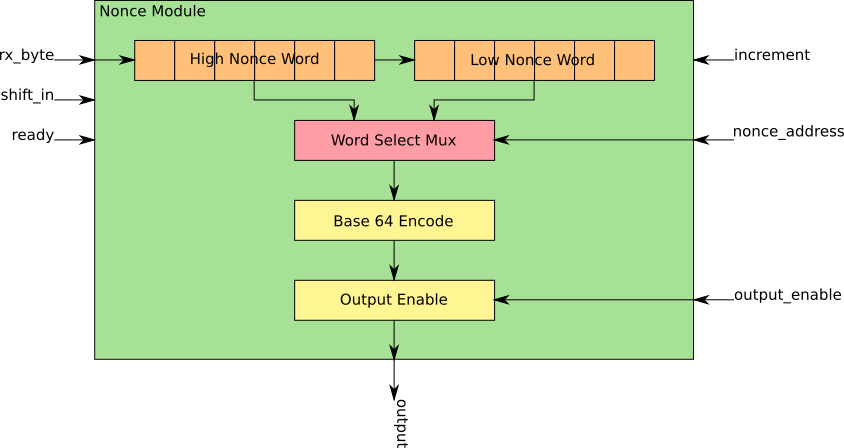 Nonce Module
rx_byte
High Nonce Word
Low Nonce Word
increment
shift_in
ready
Word Select Mux
nonce_address
Base 64 Encode
Output Enable
output_enable
output